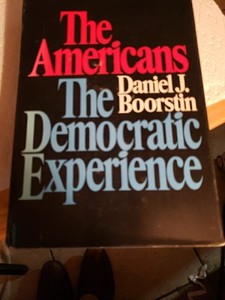 The
Americans
Daniel J.
The Boorstin
Democratic
Experience